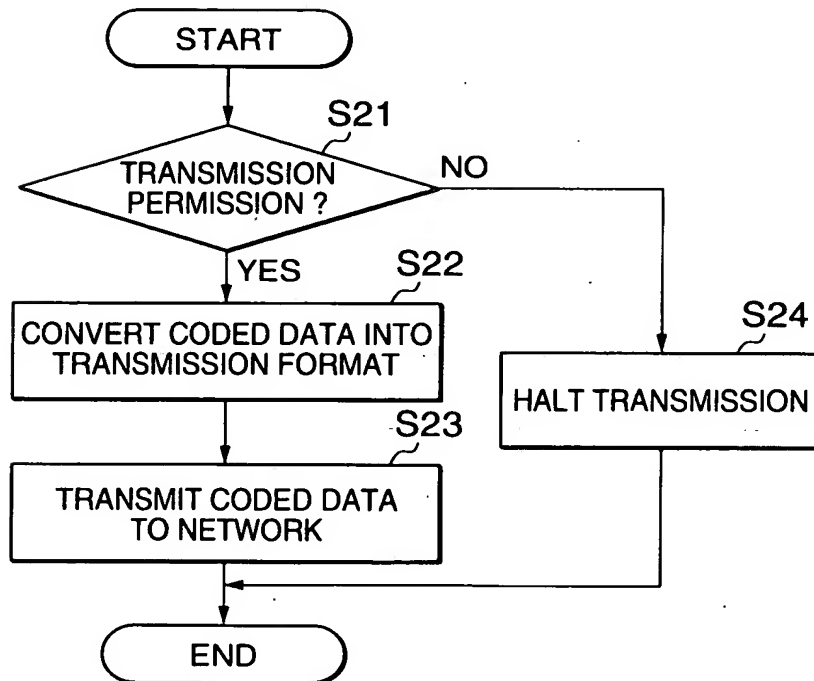 START
S21
TRANSMISSION
PERMISSION ?
NO
YES
S22
CONVERT CODED DATA INTO
TRANSMISSION FORMAT
S24
HALT TRANSMISSION
S23
TRANSMIT CODED DATA
TO NETWORK
END